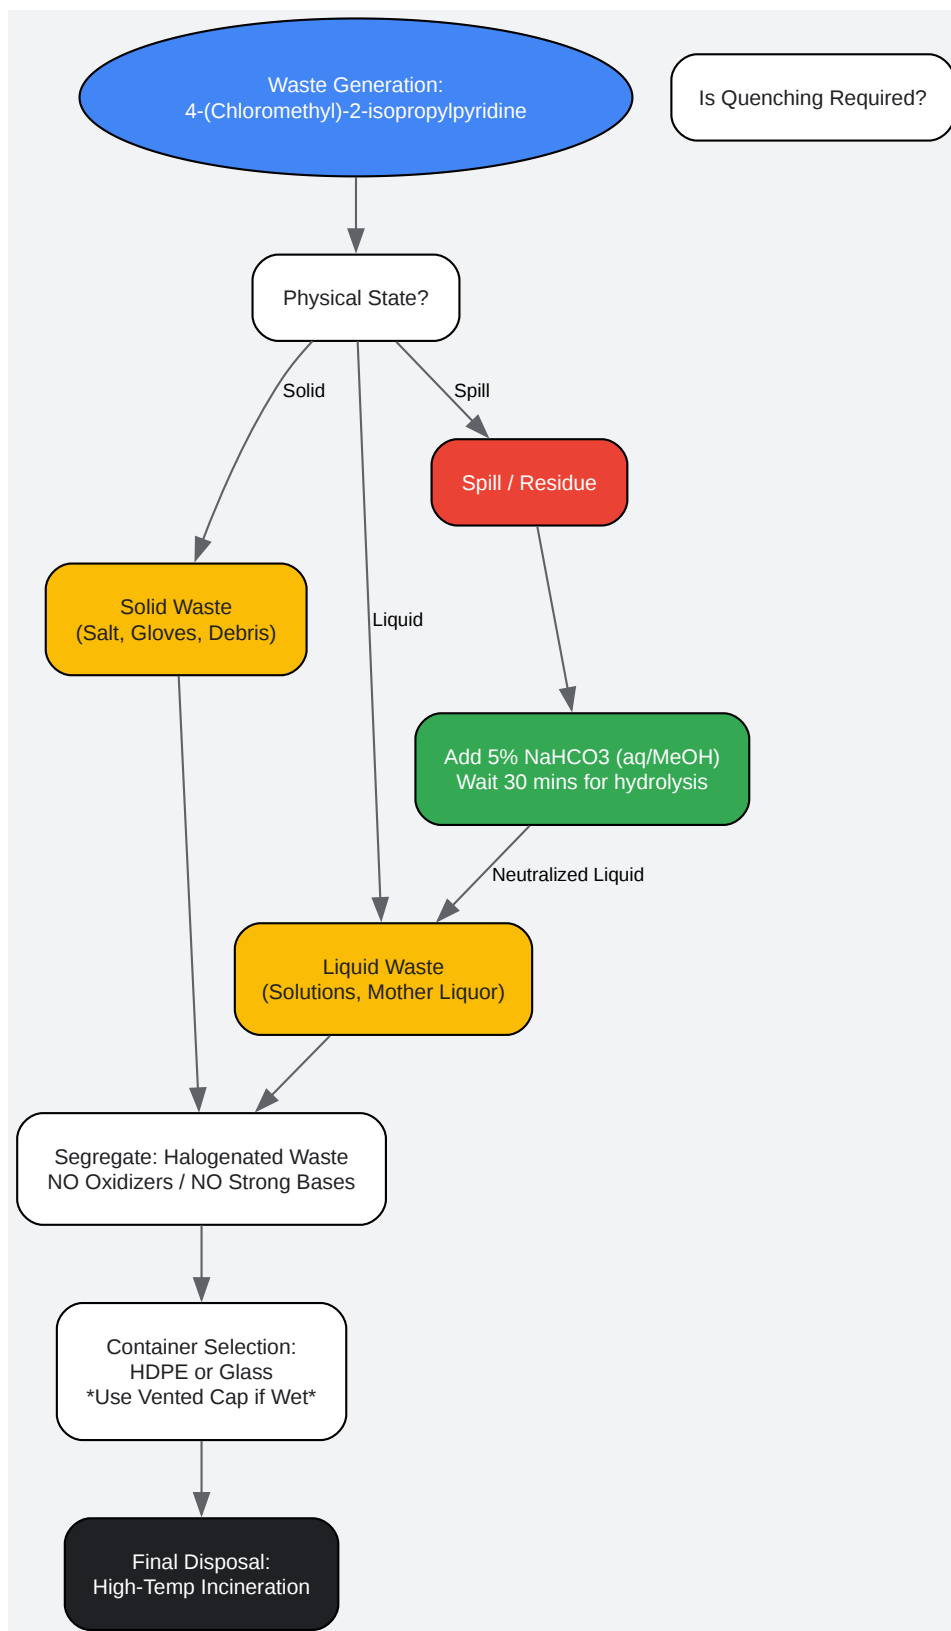 Waste Generation:
4-(Chloromethyl)-2-isopropylpyridine
Is Quenching Required?
Physical State?
Solid
Spill
Spill / Residue
Solid Waste
(Salt, Gloves, Debris)
Liquid
Add 5% NaHCO3 (aq/MeOH)
Wait 30 mins for hydrolysis
Neutralized Liquid
Liquid Waste
(Solutions, Mother Liquor)
Segregate: Halogenated Waste
NO Oxidizers / NO Strong Bases
Container Selection:
HDPE or Glass
*Use Vented Cap if Wet*
Final Disposal:
High-Temp Incineration